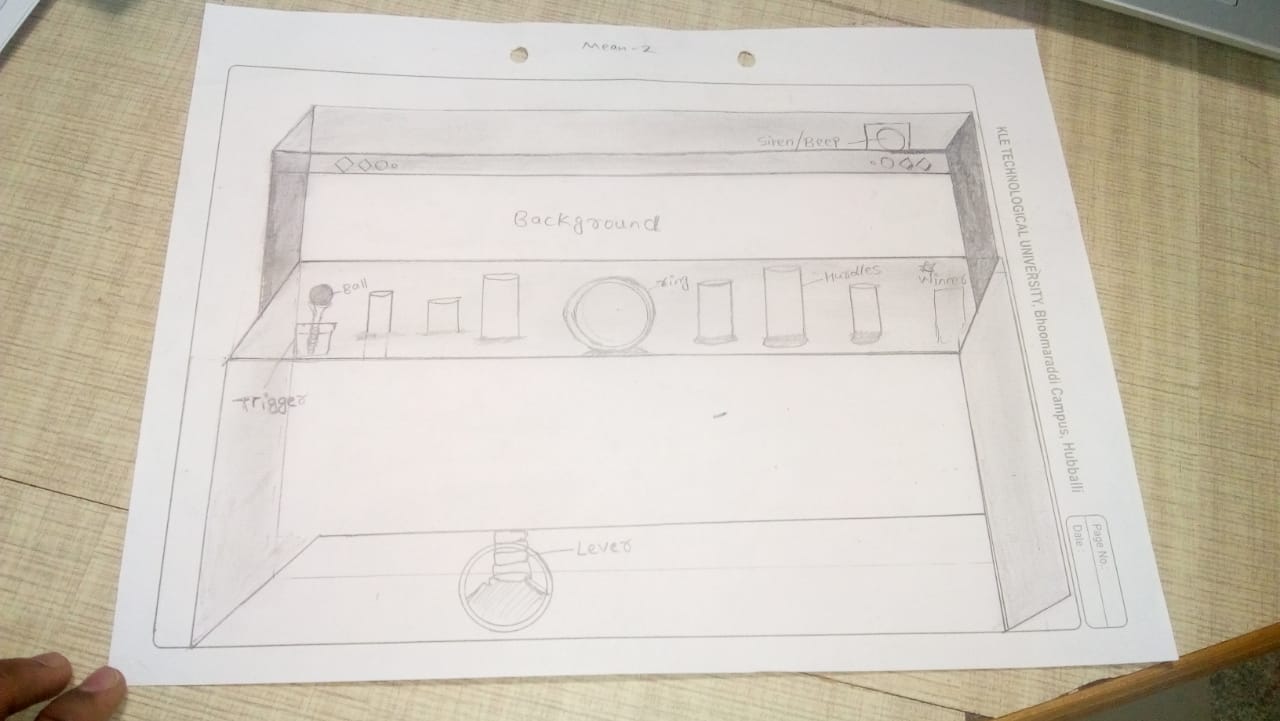 Mean-2
Siren/Beep
Background
Ball
ring
Hurdles
Winner
Trigger
Lever
KLE TECHNOLOGICAL UNIVERSITY, Bhoomaraddi Campus, Hubballi
Page No.:
Date :